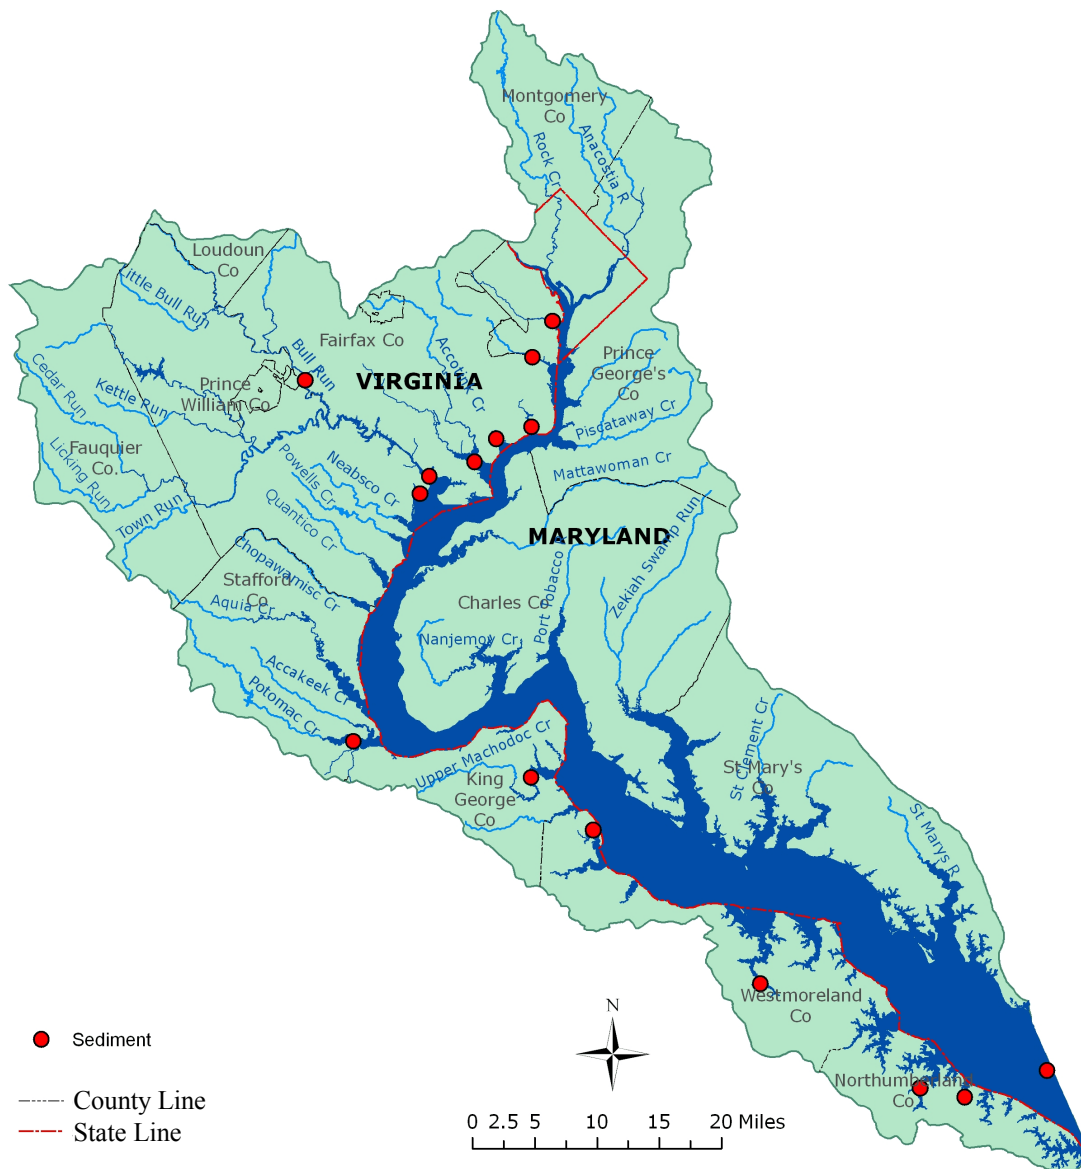 Montgomery
Co
Rock Cr
Anacostia R
Loudoun
Co
Little Bull Run
Fairfax Co
Bull Run
Accotink Cr
VIRGINIA
Prince
George's
Co
Cedar Run
Kettle Run
Prince
William Co
Piscataway Cr
Fauquier
Co.
Licking Run
Neabsco Cr
Powells Cr
Mattawoman Cr
Town Run
Quantico Cr
MARYLAND
Zekiah Swamp Run
Chopawamisc Cr
Stafford
Co
Aquia Cr
Charles Co
Port Tobacco
Nanjemoy Cr
Accakeek Cr
Potomac Cr
Upper Machodoc Cr
King
George
Co
St Clement Cr
St Mary's
Co
St Marys R
Westmoreland
Co
Northumberland
Co
N
Sediment
County Line
State Line
0 2.5 5 10 15 20 Miles